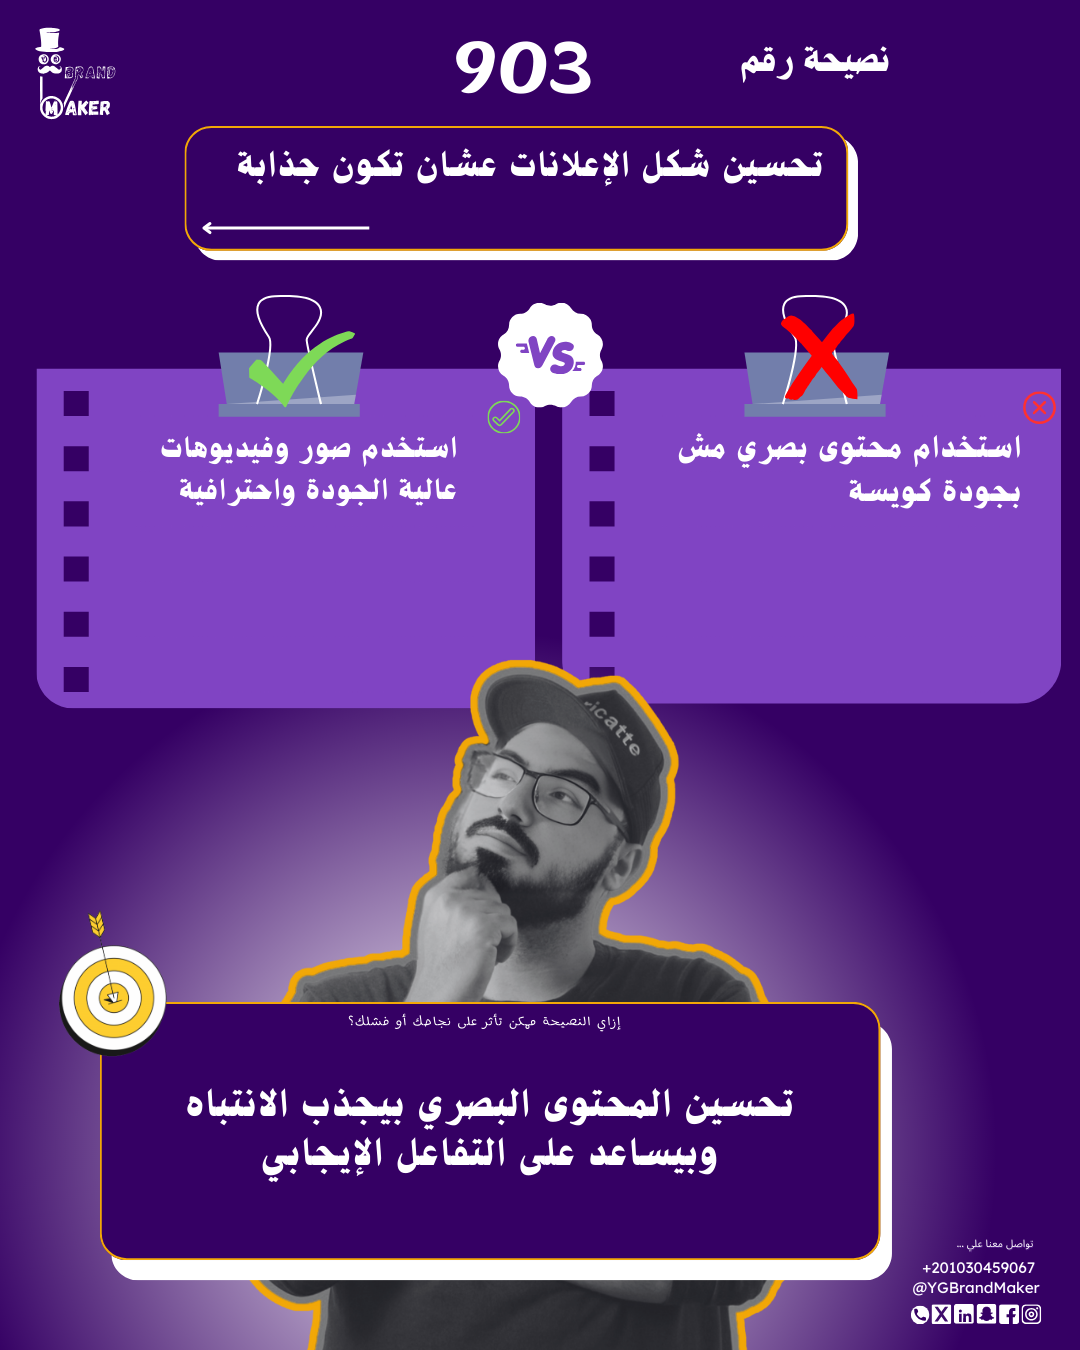 نصيحة رقم 903
BRAND
MAKER
تحسين شكل الإعلانات عشان تكون جذابة
VS
استخدام محتوى بصري مش
بجودة كويسة
استخدم صور وفيديوهات
عالية الجودة واحترافية
icatte
إزاي النصيحة ممكن تأثر على نجاحك أو فشلك؟
تحسين المحتوى البصري بيجذب الانتباه
وبيساعد على التفاعل الإيجابي
تواصل معنا علي ...
+201030459067
@YGBrandMaker